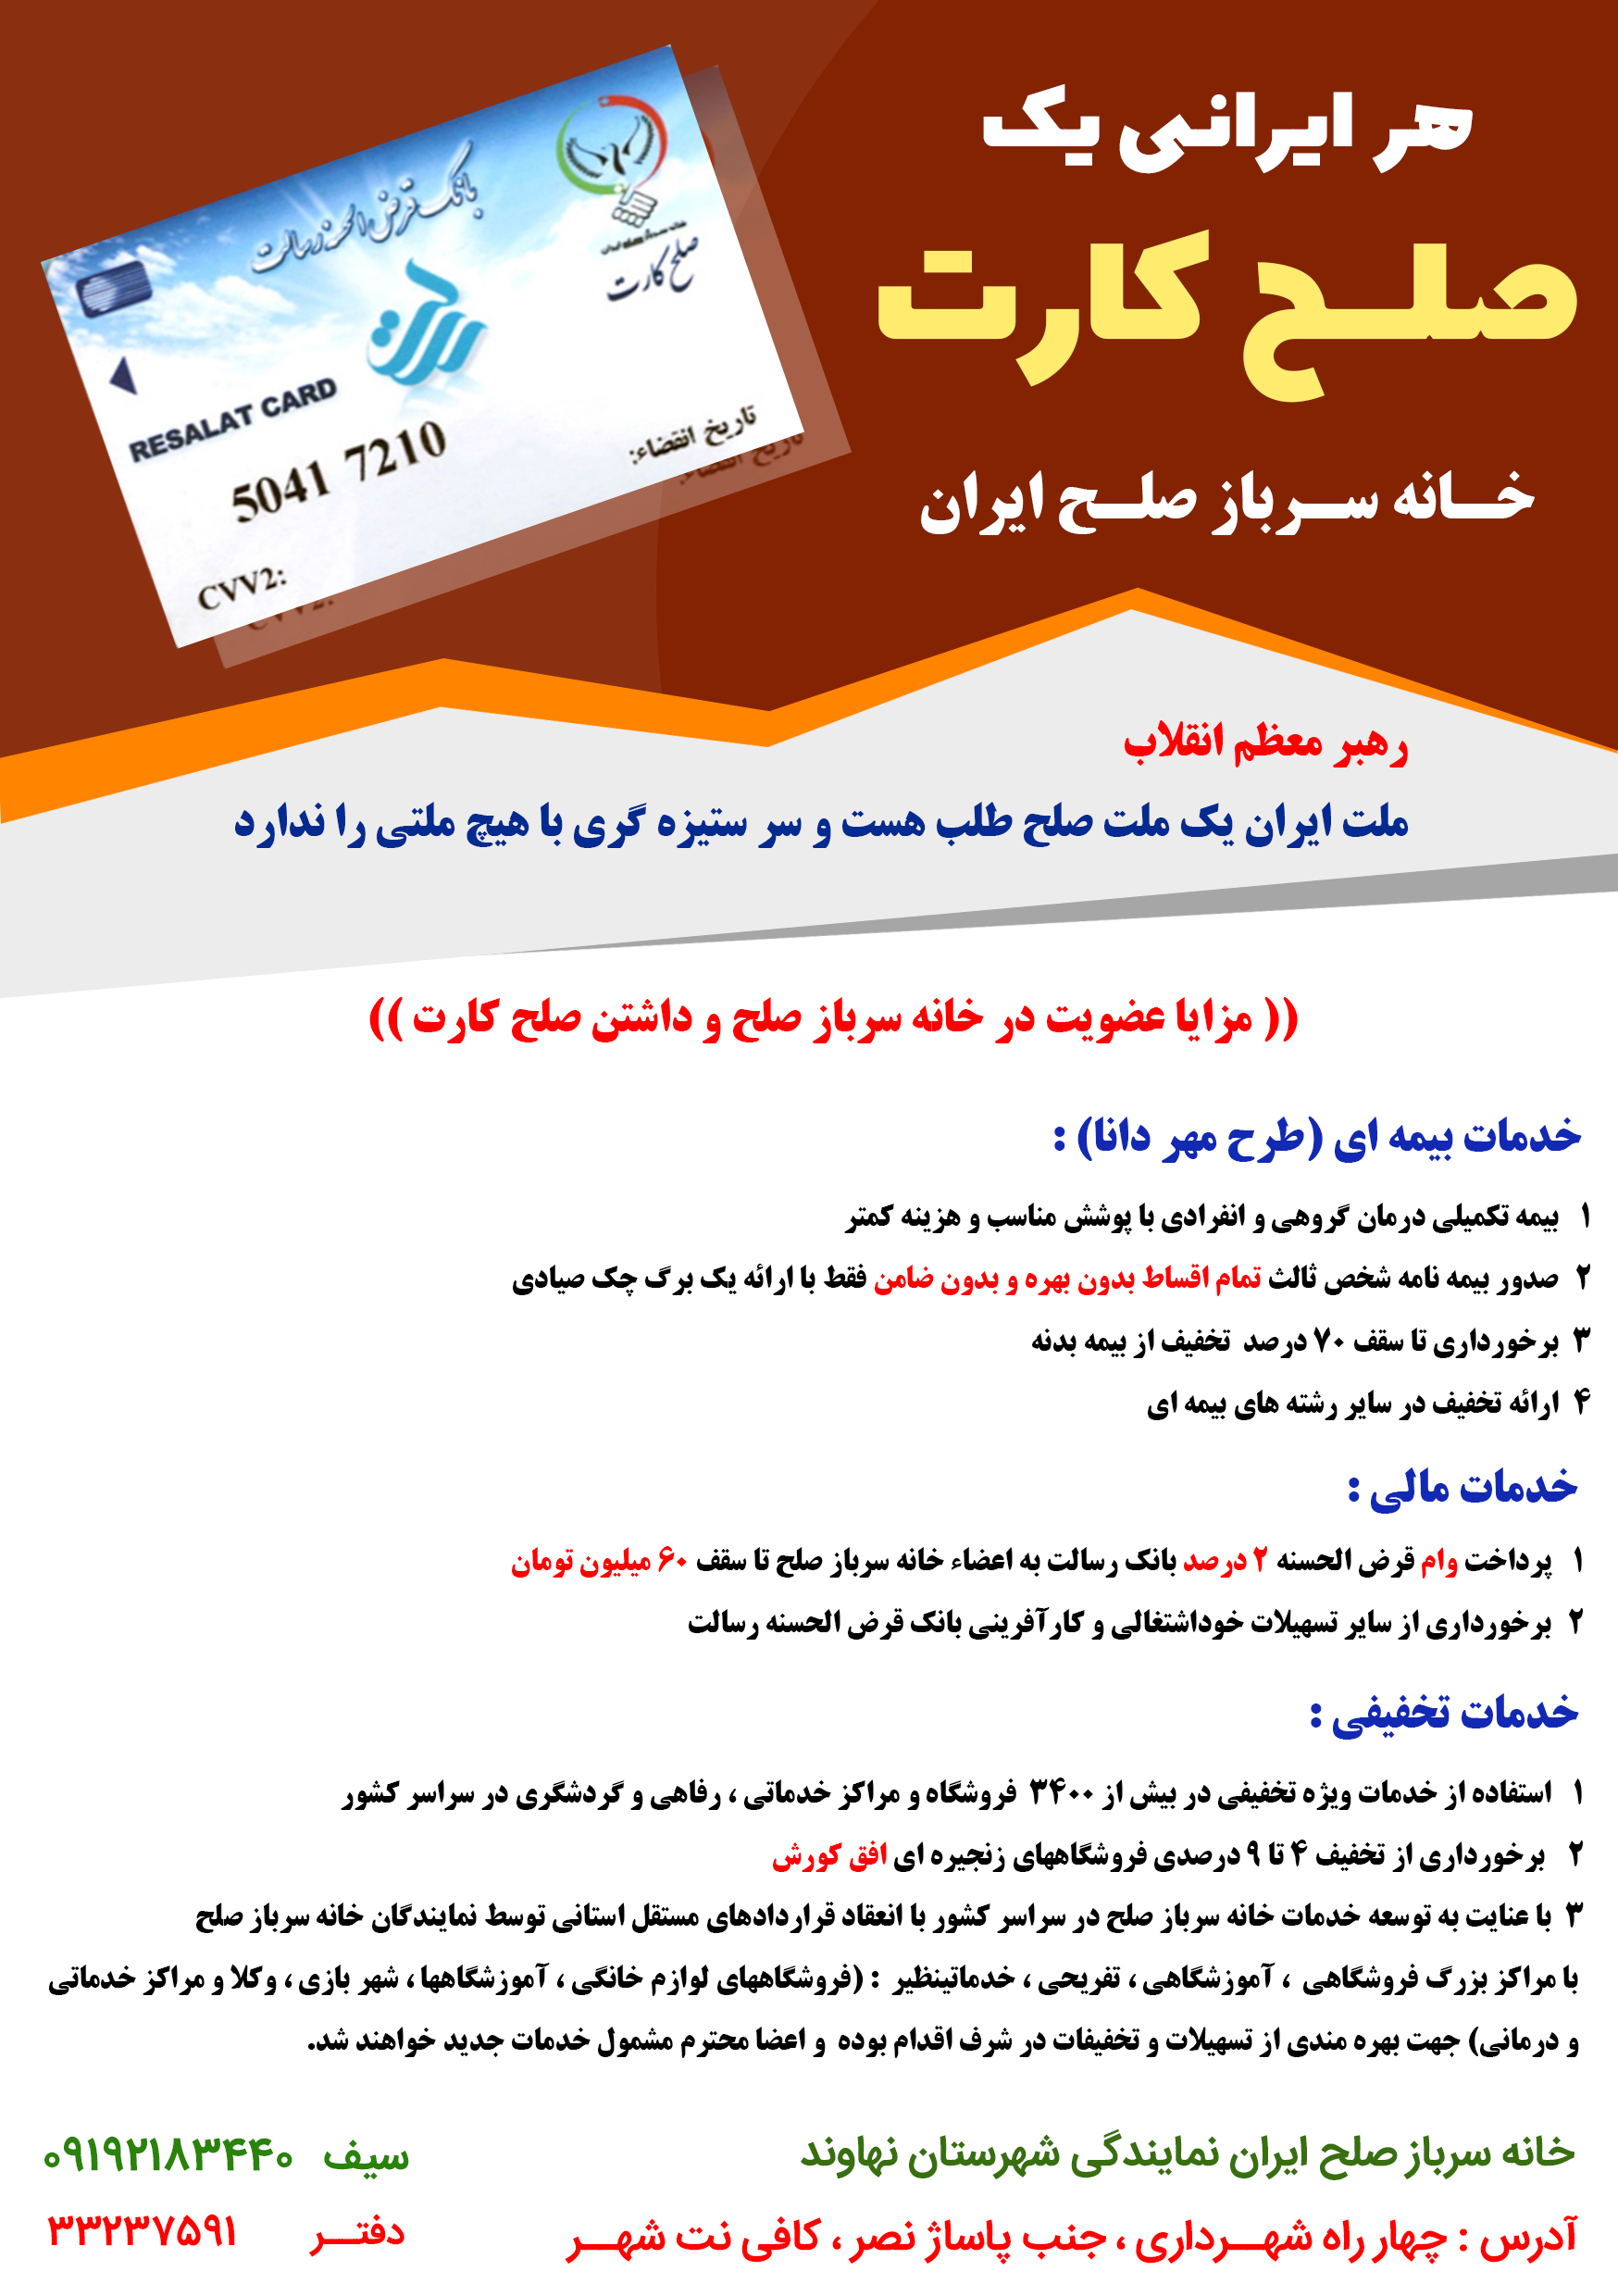 هر ایرانی یک
صلح کارت
خانه سرباز صلح ایران
بانک قرض الحسنه رسالت
صلح کارت
RESALAT CARD
5041 7210
تاریخ انقضاء:
CVV2:
رهبر معظم انقلاب
ملت ایران یک ملت صلح طلب هست و سر ستیزه گری با هیچ ملتی را ندارد
(( مزایا عضویت در خانه سرباز صلح و داشتن صلح کارت ))
خدمات بیمه ای (طرح مهر دانا) :
۱ بیمه تکمیلی درمان گروهی و انفرادی با پوشش مناسب و هزینه کمتر
۲ صدور بیمه نامه شخص ثالث تمام اقساط بدون بهره و بدون ضامن فقط با ارائه یک برگ چک صیادی
۳ برخورداری تا سقف ۷۰ درصد تخفیف از بیمه بدنه
۴ ارائه تخفیف در سایر رشته های بیمه ای
خدمات مالی :
۱ پرداخت وام قرض الحسنه ۲ درصد بانک رسالت به اعضاء خانه سرباز صلح تا سقف ۶۰ میلیون تومان
۲ برخورداری از سایر تسهیلات خوداشتغالی و کارآفرینی بانک قرض الحسنه رسالت
خدمات تخفیفی :
۱ استفاده از خدمات ویژه تخفیفی در بیش از ۳۴۰۰ فروشگاه و مراکز خدماتی ، رفاهی و گردشگری در سراسر کشور
۲ برخورداری از تخفیف ۴ تا ۹ درصدی فروشگاههای زنجیره ای افق کورش
۳ با عنایت به توسعه خدمات خانه سرباز صلح در سراسر کشور با انعقاد قراردادهای مستقل استانی توسط نمایندگان خانه سرباز صلح
با مراکز بزرگ فروشگاهی ، آموزشگاهی ، تفریحی ، خدماتینظیر : (فروشگاههای لوازم خانگی ، آموزشگاهها ، شهر بازی ، وکلا و مراکز خدماتی
و درمانی) جهت بهره مندی از تسهیلات و تخفیفات در شرف اقدام بوده و اعضا محترم مشمول خدمات جدید خواهند شد.
خانه سرباز صلح ایران نمایندگی شهرستان نهاوند
سیف ۰۹۱۹۲۱۸۳۴۴۰
آدرس : چهار راه شهرداری ، جنب پاساژ نصر ، کافی نت شهر
دفتر ۳۳۲۳۷۵۹۱